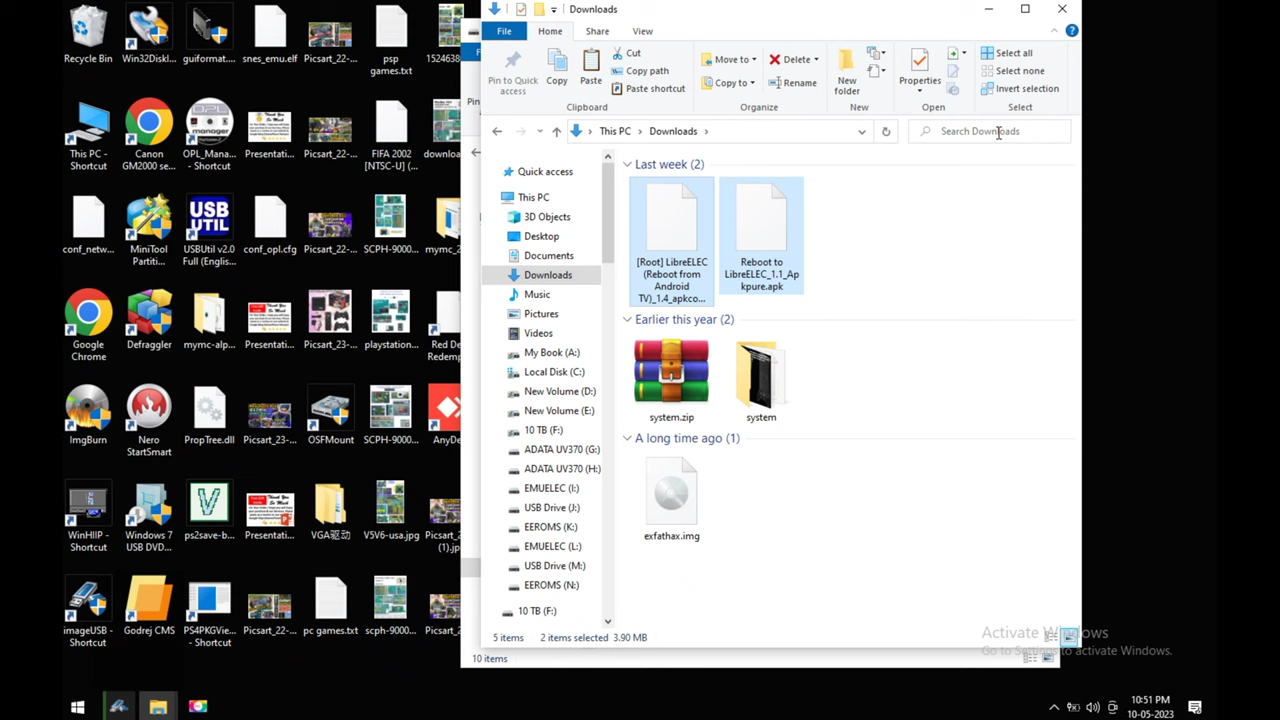 Recycle Bin
Win32Diskl...
guiformat...
snes_emu.elf
Picsart_22-...
psp
games.txt
1524638
This PC -
Shortcut
Canon
GM2000 se...
OPL_Mana...
- Shortcut
Presentati...
Picsart_22-...
FIFA 2002
[NTSC-U] (...
downloa
conf_netw...
MiniTool
Partiti...
USBUtil v2.0
Full (Englis...
conf_opl.cfg
Picsart_22-...
SCPH-9000...
mymc_2
Google
Chrome
Defraggler
mymc-alp...
Presentati...
Picsart_23-...
playstation...
Red De
Redemp
ImgBurn
Nero
StartSmart
PropTree.dll
Picsart_23-...
OSFMount
SCPH-900...
AnyDe
WinHIIP -
Shortcut
Windows 7
USB DVD...
ps2save-b...
Presentati...
VGA驱动
V5V6-usa.jpg
Picsart_22-
(1).jp
imageUSB -
Shortcut
Godrej CMS
PS4PKGVie...
- Shortcut
Picsart_22-...
pc games.txt
scph-9000...
Picsart_2
Downloads
File
Home
Share
View
Pin to Quick
access
Copy
Paste
Cut
Copy path
Paste shortcut
Clipboard
Move to
Copy to
Delete
Rename
Organize
New
folder
New
Properties
Open
Select all
Select none
Invert selection
Select
This PC
Downloads
Search Downloads
Quick access
This PC
3D Objects
Desktop
Documents
Downloads
Music
Pictures
Videos
My Book (A:)
Local Disk (C:)
New Volume (D:)
New Volume (E:)
10 TB (F:)
ADATA UV370 (G:)
ADATA UV370 (H:)
EMUELEC (I:)
USB Drive (J:)
EEROMS (K:)
EMUELEC (L:)
USB Drive (M:)
EEROMS (N:)
10 TB (F:)
Last week (2)
[Root] LibreELEC
(Reboot from
Android
TV)_1.4_apkco...
Reboot to
LibreELEC_1.1_Ap
kpure.apk
Earlier this year (2)
system.zip
system
A long time ago (1)
exfathax.img
5 items
2 items selected 3.90 MB
10 items
Activate Windows
Go to Settings to activate Windows.
10:51 PM
10-05-2023